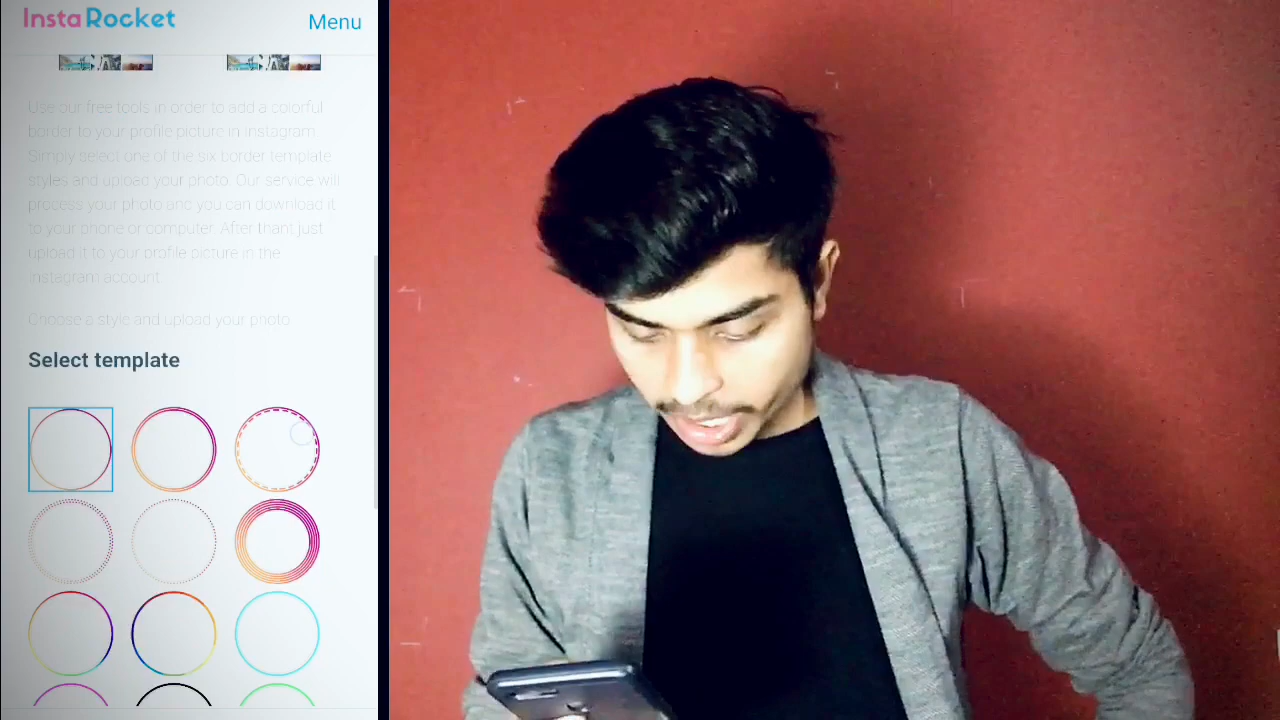 InstaRocket
Menu
Use our free tools in order to add a colorful
border to your profile picture in Instagram.
Simply select one of the six border template
styles and upload your photo. Our service will
process your photo and you can download it
to your phone or computer. After thant just
upload it to your profile picture in the
Instagram account
Choose a style and upload your photo
Select template